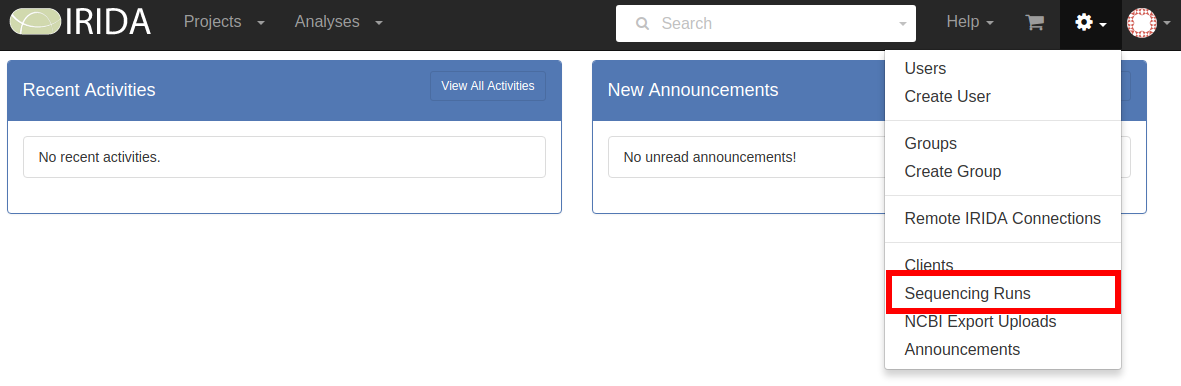 IRIDA Projects Analyses Search Help
Recent Activities View All Activities New Announcements
No recent activities. No unread announcements!
Users
Create User
Groups
Create Group
Remote IRIDA Connections
Clients
Sequencing Runs
NCBI Export Uploads
Announcements